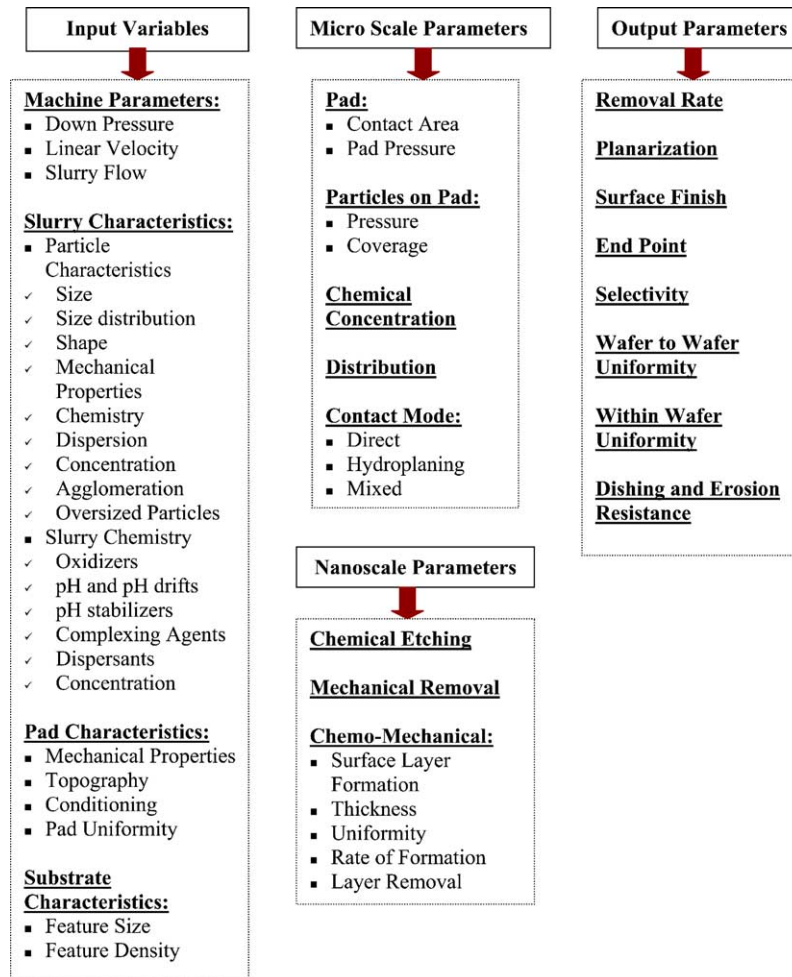 Input Variables
Machine Parameters:
▪ Down Pressure
▪ Linear Velocity
▪ Slurry Flow
Slurry Characteristics:
▪ Particle
Characteristics
✓ Size
✓ Size distribution
✓ Shape
✓ Mechanical
Properties
✓ Chemistry
✓ Dispersion
✓ Concentration
✓ Agglomeration
✓ Oversized Particles
▪ Slurry Chemistry
✓ Oxidizers
✓ pH and pH drifts
✓ pH stabilizers
✓ Complexing Agents
✓ Dispersants
✓ Concentration
Pad Characteristics:
▪ Mechanical Properties
▪ Topography
▪ Conditioning
▪ Pad Uniformity
Substrate
Characteristics:
▪ Feature Size
▪ Feature Density
Micro Scale Parameters
Pad:
▪ Contact Area
▪ Pad Pressure
Particles on Pad:
▪ Pressure
▪ Coverage
Chemical
Concentration
Distribution
Contact Mode:
▪ Direct
▪ Hydroplaning
▪ Mixed
Nanoscale Parameters
Chemical Etching
Mechanical Removal
Chemo-Mechanical:
▪ Surface Layer
Formation
▪ Thickness
▪ Uniformity
▪ Rate of Formation
▪ Layer Removal
Output Parameters
Removal Rate
Planarization
Surface Finish
End Point
Selectivity
Wafer to Wafer
Uniformity
Within Wafer
Uniformity
Dishing and Erosion
Resistance